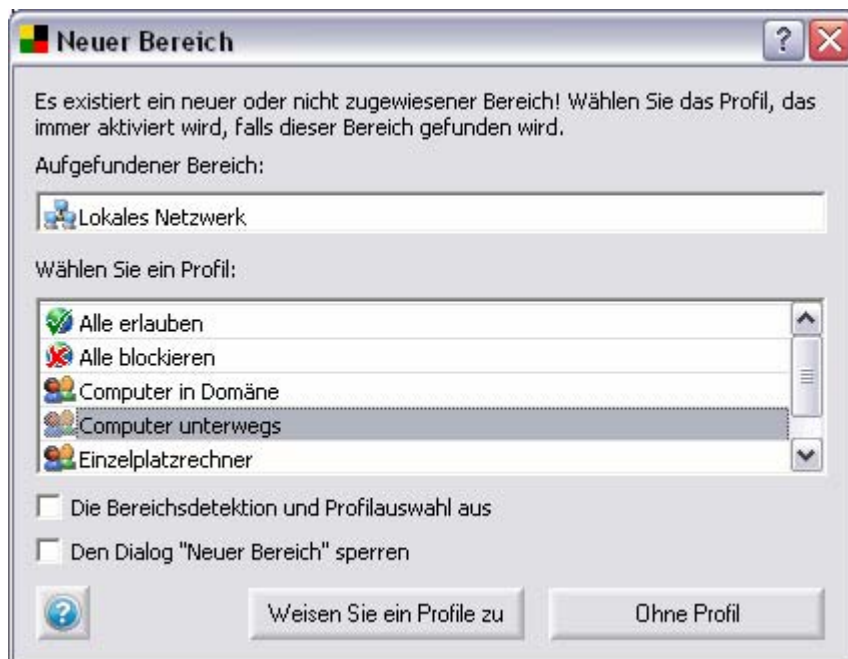 Neuer Bereich
Es existiert ein neuer oder nicht zugewiesener Bereich! Wählen Sie das Profil, das
immer aktiviert wird, falls dieser Bereich gefunden wird.
Aufgefundener Bereich:
Lokales Netzwerk
Wählen Sie ein Profil:
Alle erlauben
Alle blockieren
Computer in Domäne
Computer unterwegs
Einzelplatzrechner
Die Bereichsdetektion und Profilauswahl aus
Den Dialog "Neuer Bereich" sperren
Weisen Sie ein Profile zu
Ohne Profil